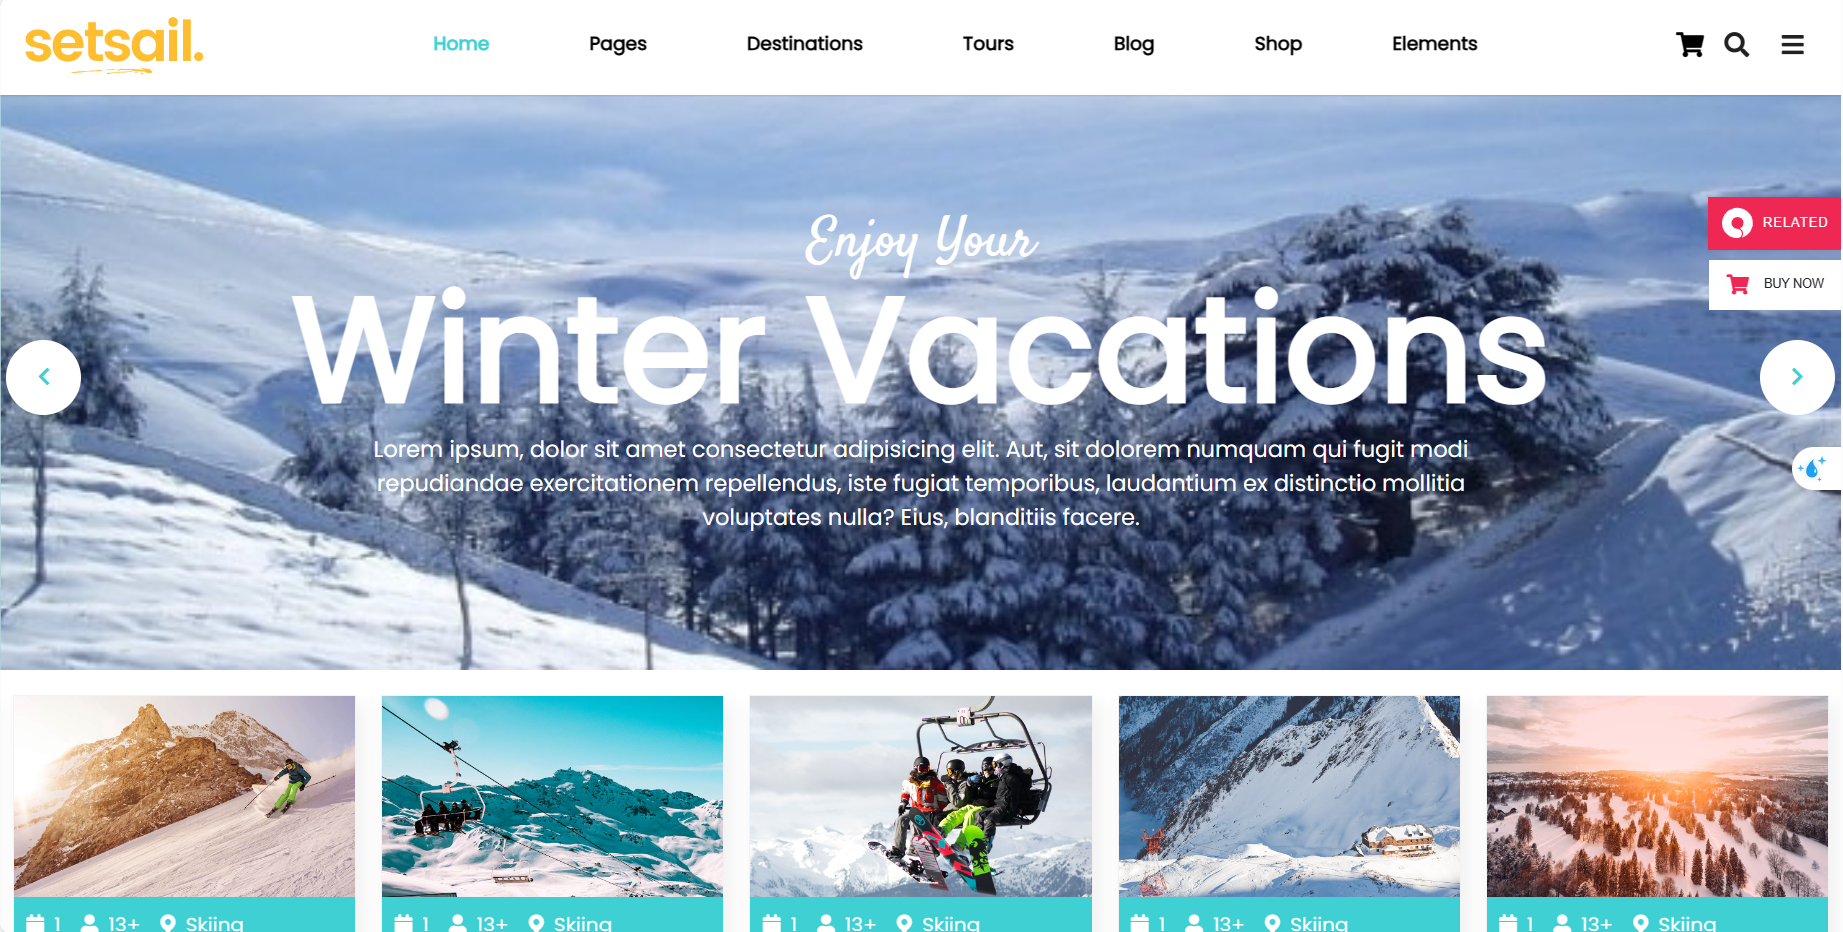 setsail.
Home Pages Destinations Tours Blog Shop Elements
Enjoy Your
Winter Vacations
Lorem ipsum, dolor sit amet consectetur adipisicing elit. Aut, sit dolorem numquam qui fugit modi
repudiandae exercitationem repellendus, iste fugiat temporibus, laudantium ex distinctio mollitia
voluptates nulla? Eius, blanditiis facere.
RELATED
BUY NOW
1 13+ Skiing
1 13+ Skiing
1 13+ Skiing
1 13+ Skiing
1 13+ Skiing